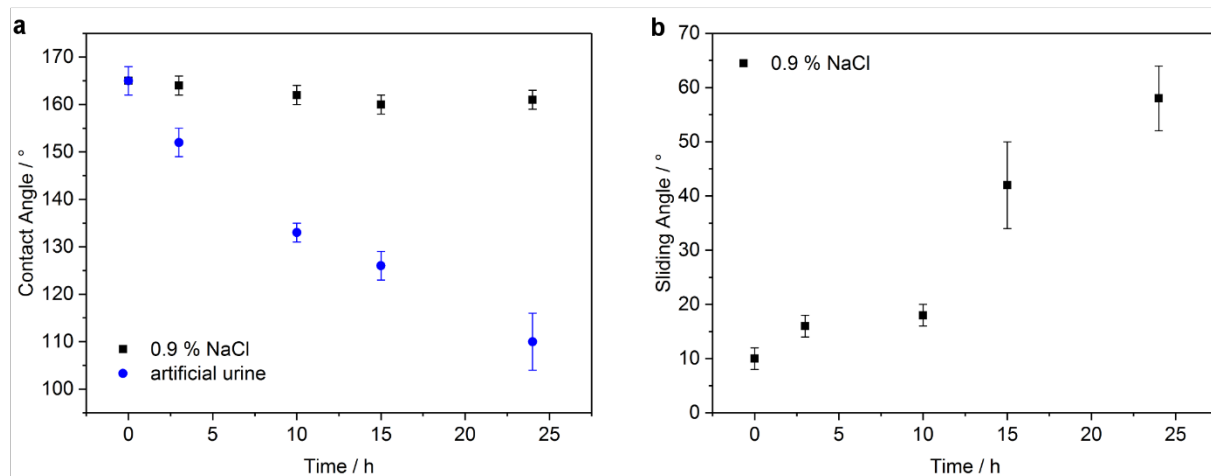 a
Contact Angle / °
170
160
150
140
130
120
110
100
0.9 % NaCl
artificial urine
0 5 10 15 20 25
Time / h
b
Sliding Angle / °
70
60
50
40
30
20
10
0
0.9 % NaCl
0 5 10 15 20 25
Time / h